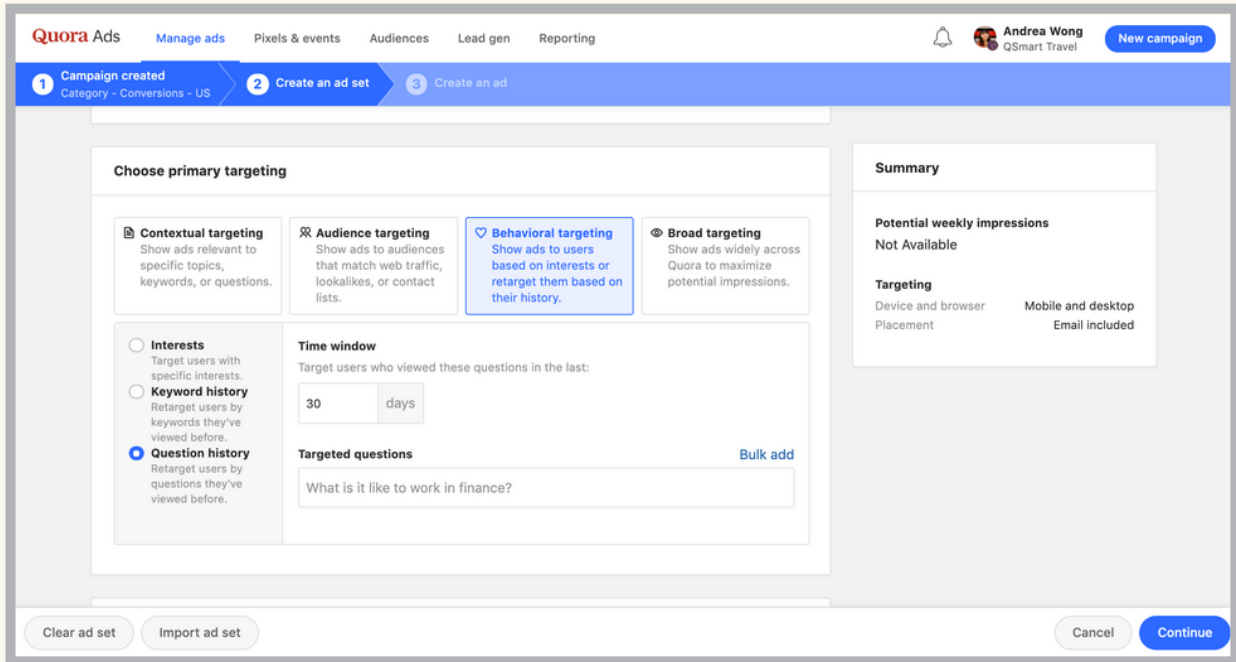 Quora Ads
Manage ads
Pixels & events
Audiences
Lead gen
Reporting
Andrea Wong
QSmart Travel
New campaign
1
Campaign created
Category - Conversions - US
2
Create an ad set
3
Create an ad
Choose primary targeting
Contextual targeting
Show ads relevant to
specific topics,
keywords, or questions.
Audience targeting
Show ads to audiences
that match web traffic,
lookalikes, or contact
lists.
Behavioral targeting
Show ads to users
based on interests or
retarget them based on
their history.
Broad targeting
Show ads widely across
Quora to maximize
potential impressions.
Interests
Target users with
specific interests.
Keyword history
Retarget users by
keywords they've
viewed before.
Question history
Retarget users by
questions they've
viewed before.
Time window
Target users who viewed these questions in the last:
30 days
Targeted questions
Bulk add
What is it like to work in finance?
Summary
Potential weekly impressions
Not Available
Targeting
Device and browser Mobile and desktop
Placement Email included
Clear ad set
Import ad set
Cancel
Continue